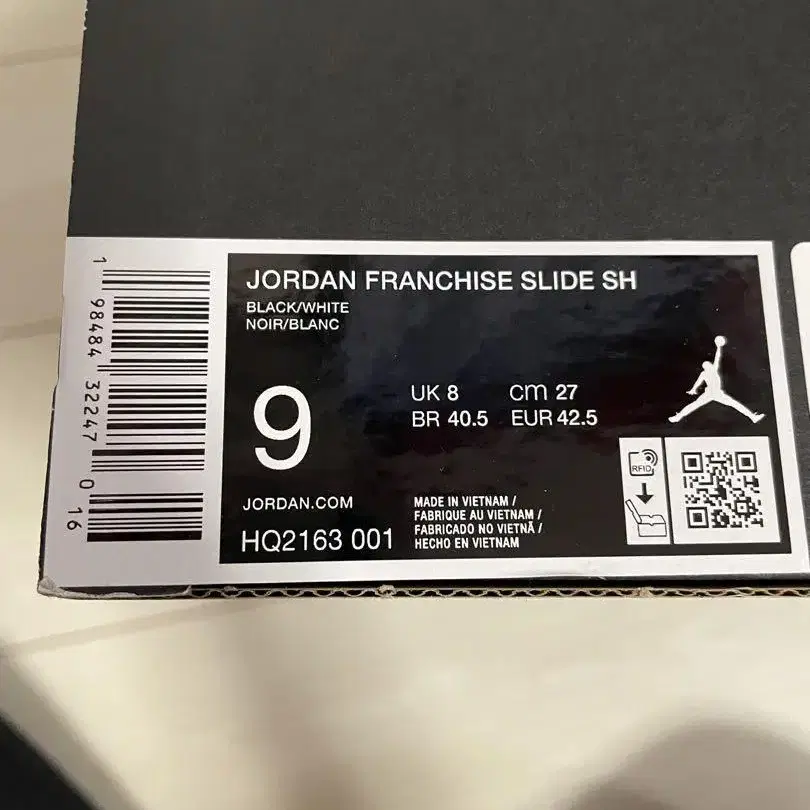 JORDAN FRANCHISE SLIDE SH
BLACK/WHITE
NOIR/BLANC
9
UK 8 cm 27
BR 40.5 EUR 42.5
JORDAN.COM
HQ2163 001
MADE IN VIETNAM /
FABRIQUE AU VIETNAM /
FABRICADO NO VIETNÃ /
HECHO EN VIETNAM
RFID
1 98484 32247 0 16